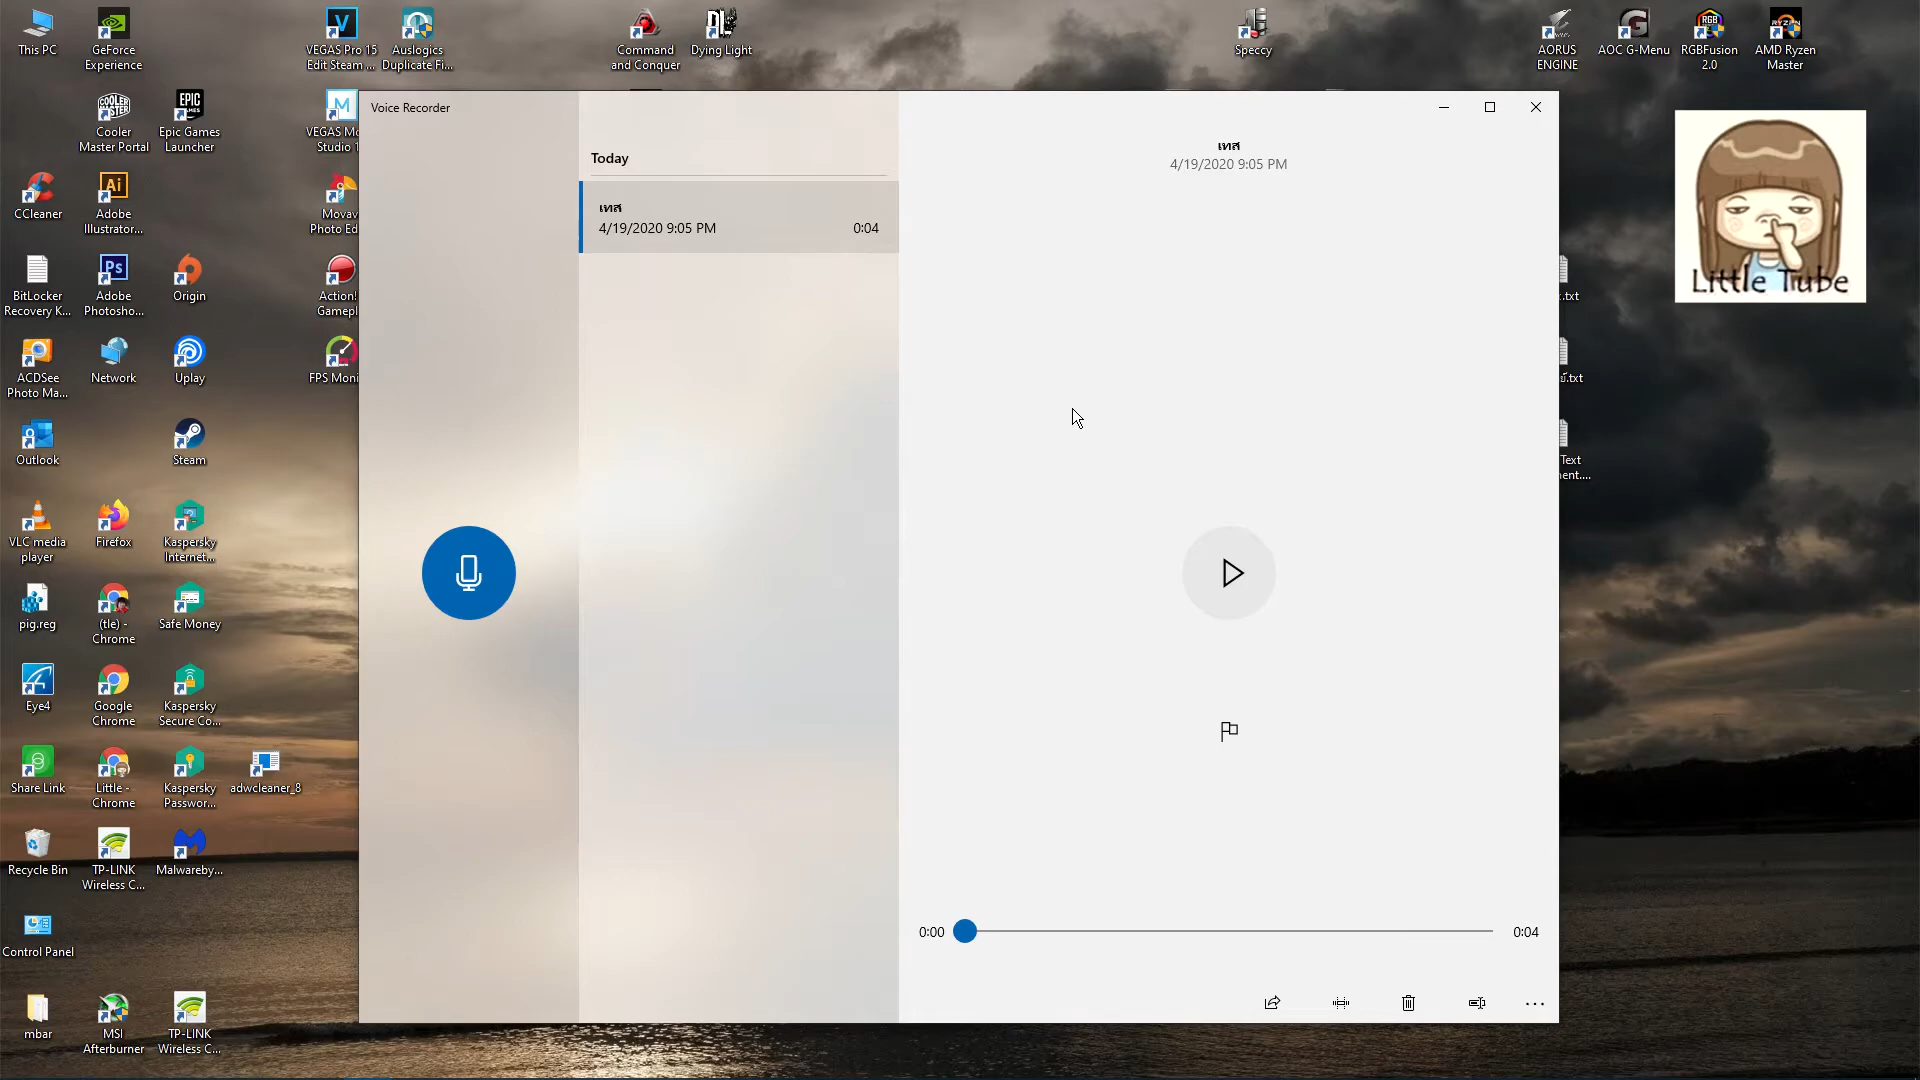 This PC
GeForce
Experience
VEGAS Pro 15
Edit Steam ...
Auslogics
Duplicate Fi...
Command
and Conquer
Dying Light
Speccy
AORUS
ENGINE
AOC G-Menu
RGBFusion
2.0
AMD Ryzen
Master
Cooler
Master Portal
Epic Games
Launcher
VEGAS Mo
Studio 1
CCleaner
Adobe
Illustrator...
Movav
Photo Ed
BitLocker
Recovery K...
Adobe
Photosho...
Origin
Action!
Gamepl
ACDSee
Photo Ma...
Network
Uplay
FPS Moni
Outlook
Steam
VLC media
player
Firefox
Kaspersky
Internet...
pig.reg
(tle) -
Chrome
Safe Money
Eye4
Google
Chrome
Kaspersky
Secure Co...
Share Link
Little -
Chrome
Kaspersky
Passwor...
adwcleaner_8
Recycle Bin
TP-LINK
Wireless C...
Malwareby...
Control Panel
mbar
MSI
Afterburner
TP-LINK
Wireless C...
Voice Recorder
Today
เทส
4/19/2020 9:05 PM
0:04
เทส
4/19/2020 9:05 PM
0:00
0:04
Little Tube
.txt
Text